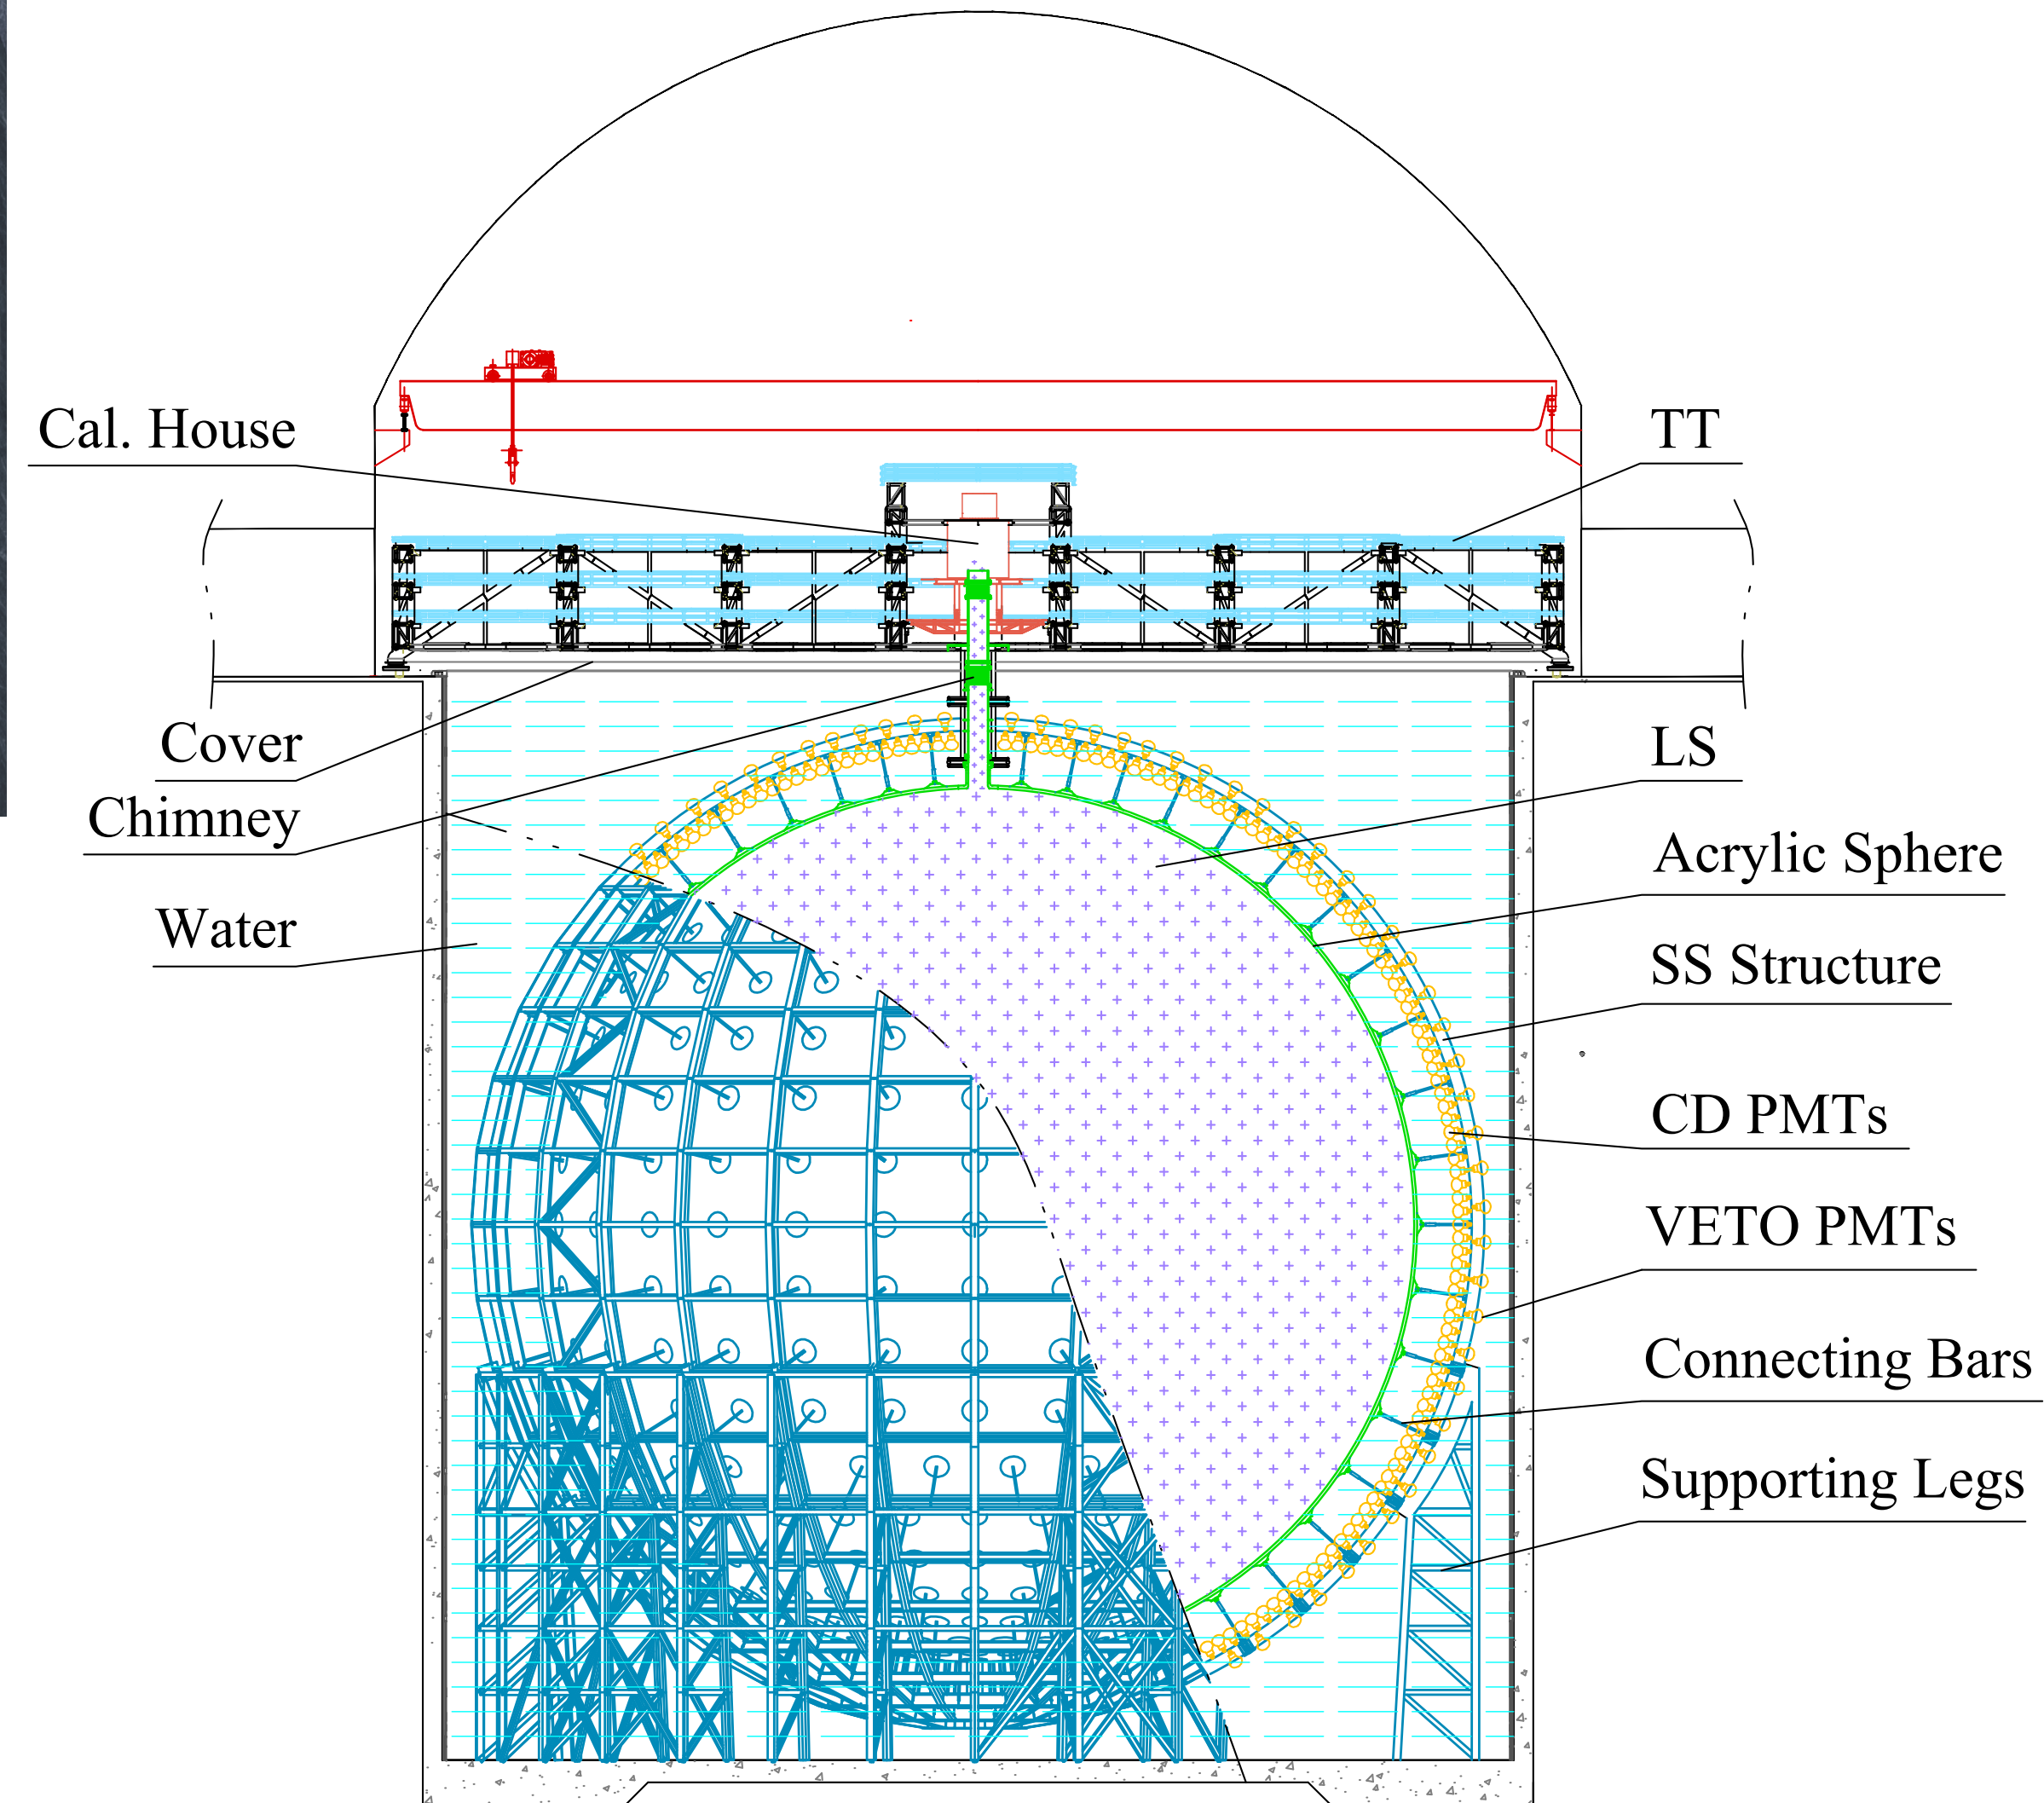 Cal. House
TT
Cover
LS
Chimney
Acrylic Sphere
Water
SS Structure
CD PMTs
VETO PMTs
Connecting Bars
Supporting Legs